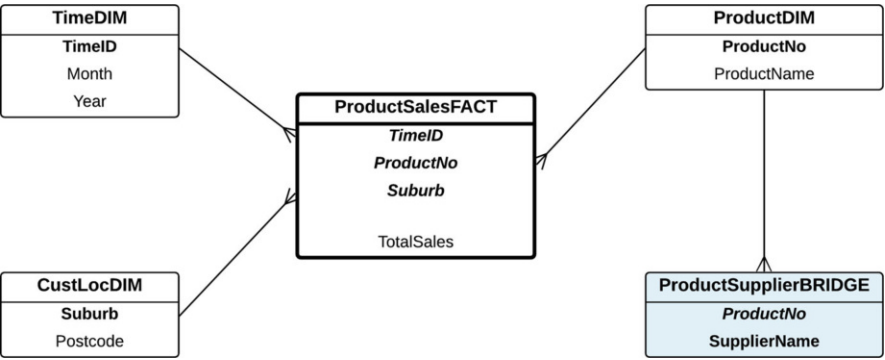 TimeDIM
TimeID
Month
Year
ProductSalesFACT
TimeID
ProductNo
Suburb
TotalSales
ProductDIM
ProductNo
ProductName
CustLocDIM
Suburb
Postcode
ProductSupplierBRIDGE
ProductNo
SupplierName